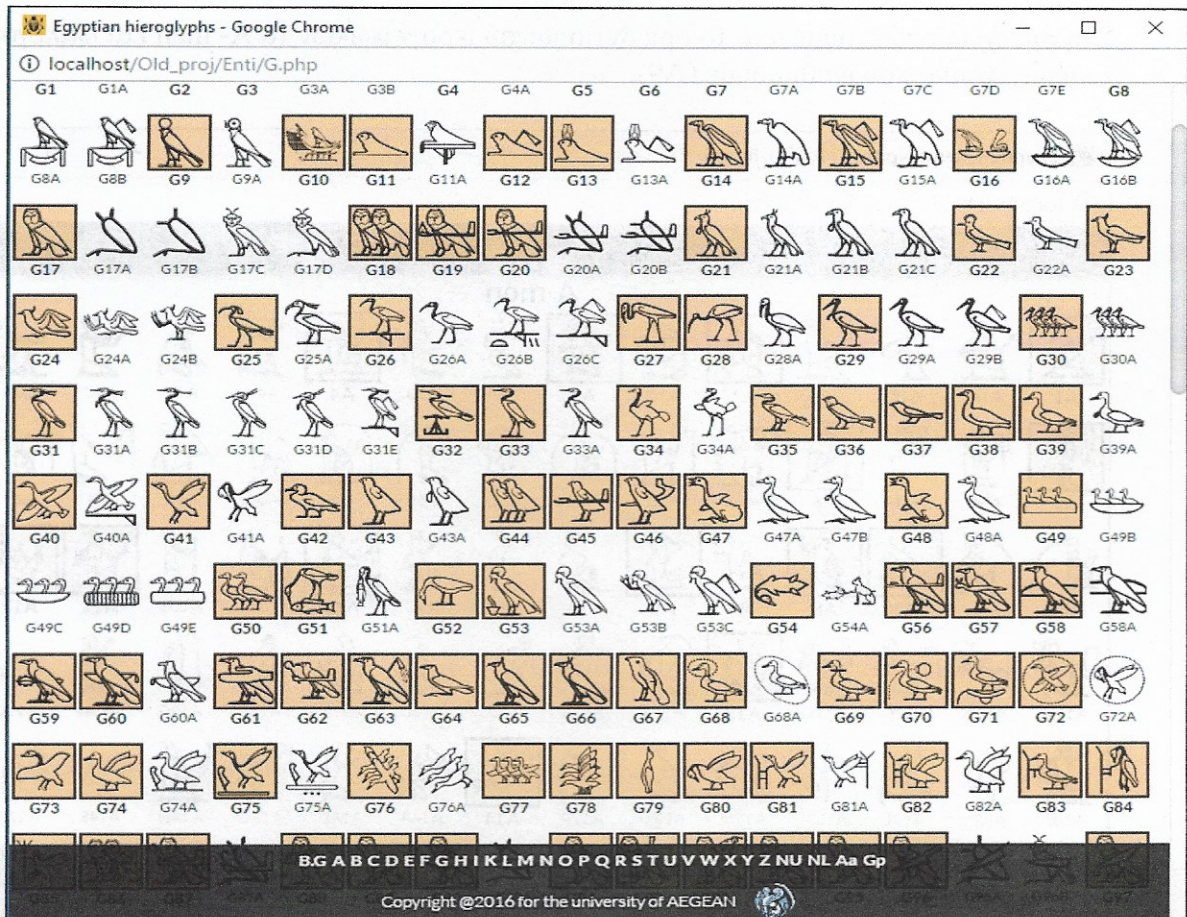 Egyptian hieroglyphs - Google Chrome
localhost/Old_proj/Enti/G.php
G1 G1A G2 G3 G3A G3B G4 G4A G5 G6 G7 G7A G7B G7C G7D G7E G8
G8A G8B G9 G9A G10 G11 G11A G12 G13 G13A G14 G14A G15 G15A G16 G16A G16B
G17 G17A G17B G17C G17D G18 G19 G20 G20A G20B G21 G21A G21B G21C G22 G22A G23
G24 G24A G24B G25 G25A G26 G26A G26B G26C G27 G28 G28A G29 G29A G29B G30 G30A
G31 G31A G31B G31C G31D G31E G32 G33 G33A G34 G34A G35 G36 G37 G38 G39 G39A
G40 G40A G41 G41A G42 G43 G43A G44 G45 G46 G47 G47A G47B G48 G48A G49 G49B
G49C G49D G49E G50 G51 G51A G52 G53 G53A G53B G53C G54 G54A G56 G57 G58 G58A
G59 G60 G60A G61 G62 G63 G64 G65 G66 G67 G68 G68A G69 G70 G71 G72 G72A
G73 G74 G74A G75 G75A G76 G76A G77 G78 G79 G80 G81 G81A G82 G82A G83 G84
B.G A B C D E F G H I K L M N O P Q R S T U V W X Y Z NU NL Aa Gp
Copyright @2016 for the university of AEGEAN